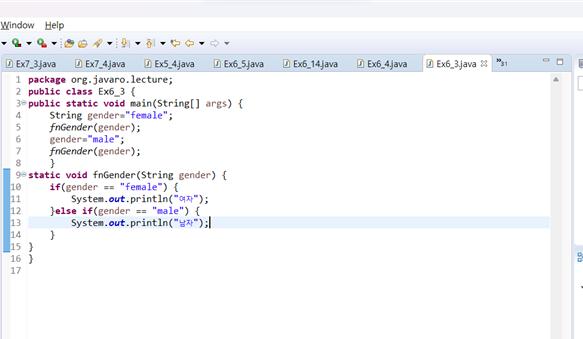 Window Help
Ex7_3.java Ex7_4.java Ex5_4.java Ex6_5.java Ex6_14.java Ex6_4.java Ex6_3.java 31
1 package org.javaro.lecture;
2 public class Ex6_3 {
3 public static void main(String[] args) {
4 String gender="female";
5 fnGender(gender);
6 gender="male";
7 fnGender(gender);
8 }
9 static void fnGender(String gender) {
10 if(gender == "female") {
11 System.out.println("여자");
12 }else if(gender == "male") {
13 System.out.println("남자");
14 }
15 }
16 }
17